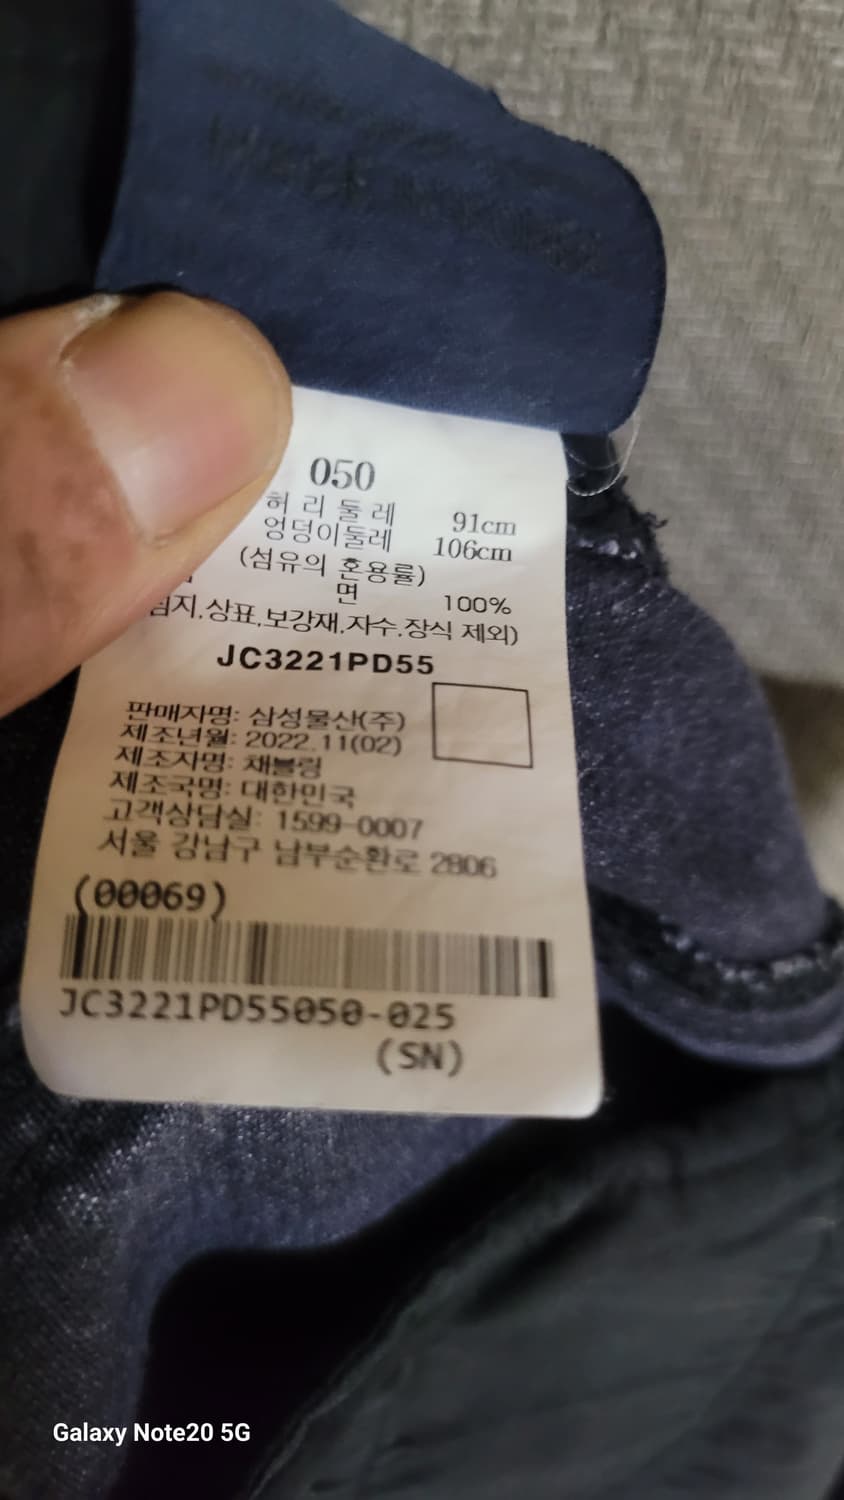 050
허 리 둘 레 91cm
엉덩이둘레 106cm
(섬유의 혼용률)
면 100%
상표,보강재,자수,장식 제외)
JC3221PD55
판매자명: 삼성물산(주)
제조년월: 2022.11(02)
제조자명: 채블링
제조국명: 대한민국
고객상담실: 1599-0007
서울 강남구 남부순환로 2806
(00069)
JC3221PD55050-025
(SN)
Galaxy Note20 5G